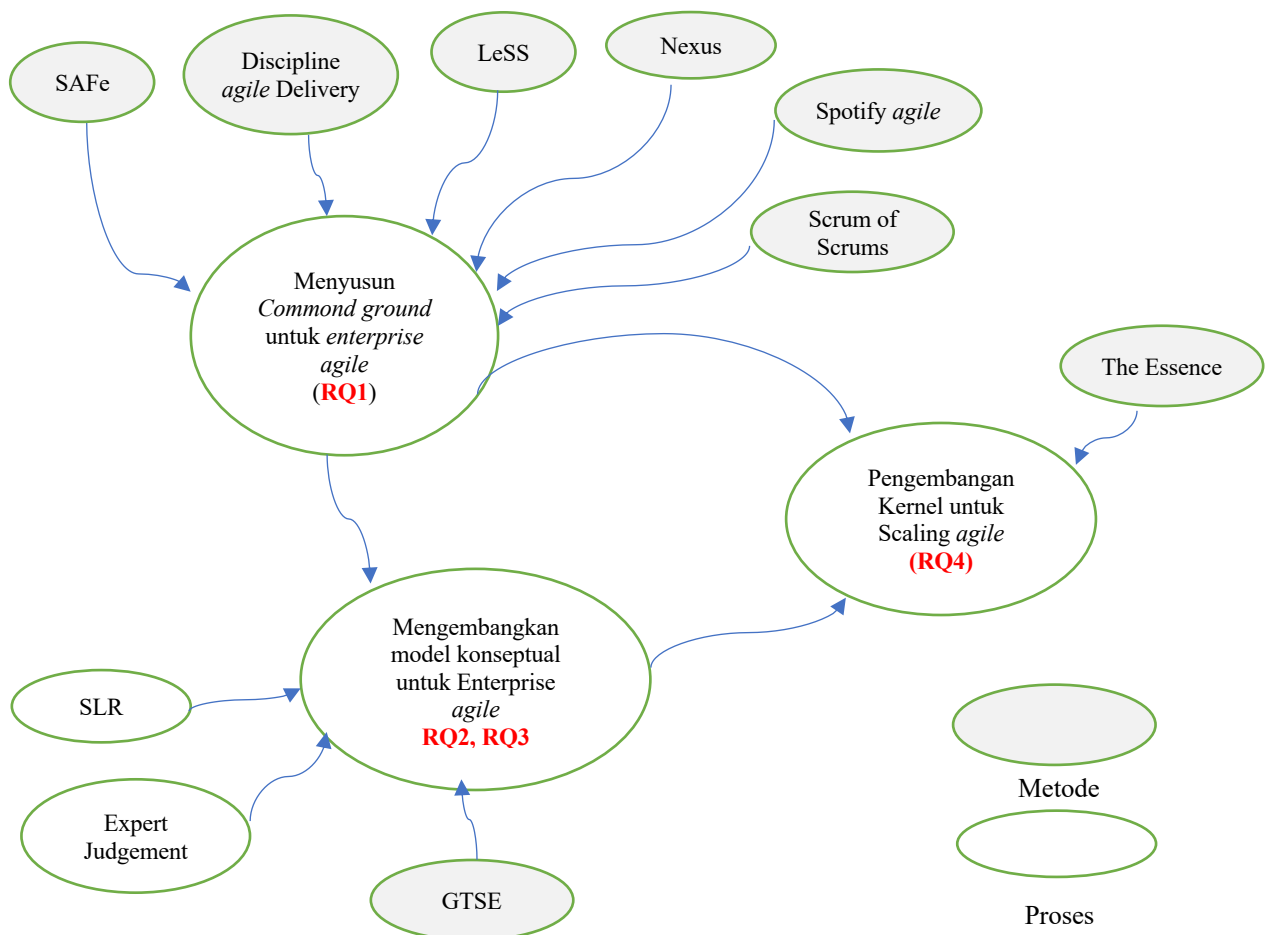 SAFe
Discipline
agile Delivery
LeSS
Nexus
Spotify agile
Scrum of
Scrums
Menyusun
Commond ground
untuk enterprise
agile
(RQ1)
The Essence
Pengembangan
Kernel untuk
Scaling agile
(RQ4)
Mengembangkan
model konseptual
untuk Enterprise
agile
RQ2, RQ3
SLR
Expert
Judgement
GTSE
Metode
Proses